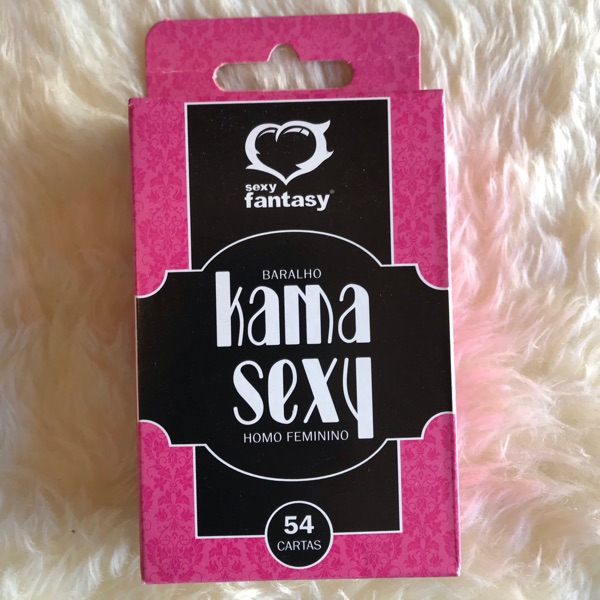 sexy
fantasy®
BARALHO
kama
sexy
HOMO FEMININO
54
CARTAS